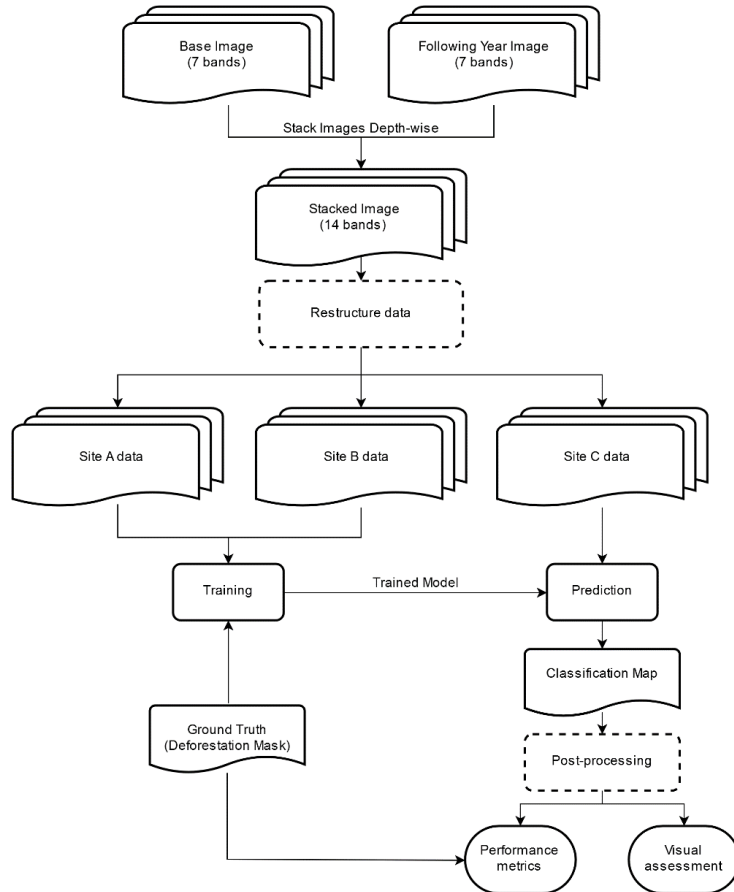 Base Image
(7 bands)
Following Year Image
(7 bands)
Stack Images Depth-wise
Stacked Image
(14 bands)
Restructure data
Site A data
Site B data
Site C data
Training
Trained Model
Prediction
Classification Map
Ground Truth
(Deforestation Mask)
Post-processing
Performance
metrics
Visual
assessment